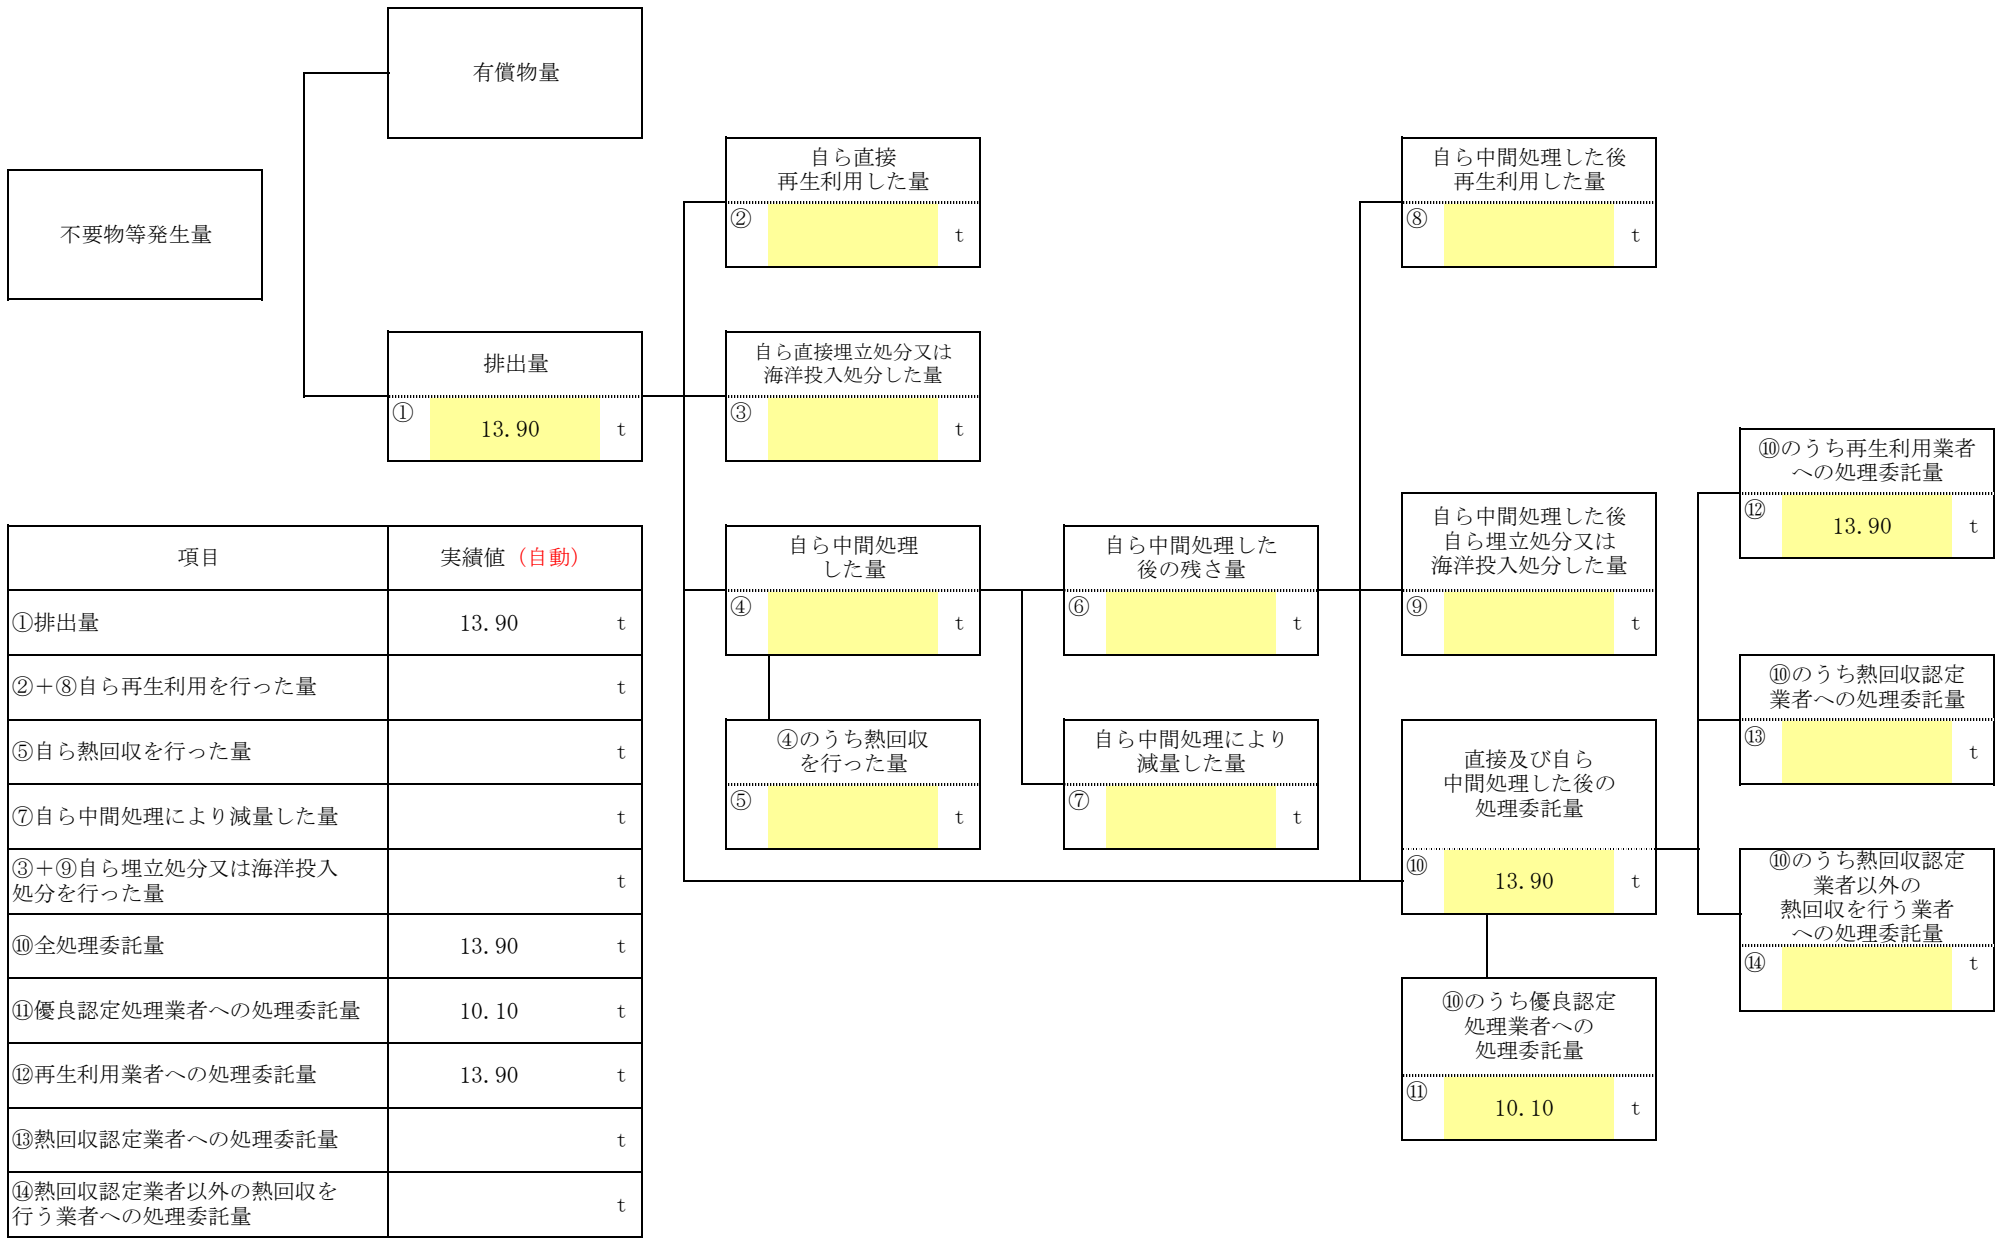 有償物量
不要物等発生量
排出量
①
13.90
t
自ら直接
再生利用した量
②
t
自ら直接埋立処分又は
海洋投入処分した量
③
t
自ら中間処理
した量
④
t
④のうち熱回収
を行った量
⑤
t
自ら中間処理した
後の残さ量
⑥
t
自ら中間処理により
減量した量
⑦
t
自ら中間処理した後
再生利用した量
⑧
t
自ら中間処理した後
自ら埋立処分又は
海洋投入処分した量
⑨
t
直接及び自ら
中間処理した後の
処理委託量
⑩
13.90
t
⑩のうち優良認定
処理業者への
処理委託量
⑪
10.10
t
⑩のうち再生利用業者
への処理委託量
⑫
13.90
t
⑩のうち熱回収認定
業者への処理委託量
⑬
t
⑩のうち熱回収認定
業者以外の
熱回収を行う業者
への処理委託量
⑭
t
項目 実績値（自動）
①排出量 13.90 t
②＋⑧自ら再生利用を行った量 t
⑤自ら熱回収を行った量 t
⑦自ら中間処理により減量した量 t
③＋⑨自ら埋立処分又は海洋投入
処分を行った量 t
⑩全処理委託量 13.90 t
⑪優良認定処理業者への処理委託量 10.10 t
⑫再生利用業者への処理委託量 13.90 t
⑬熱回収認定業者への処理委託量 t
⑭熱回収認定業者以外の熱回収を
行う業者への処理委託量 t